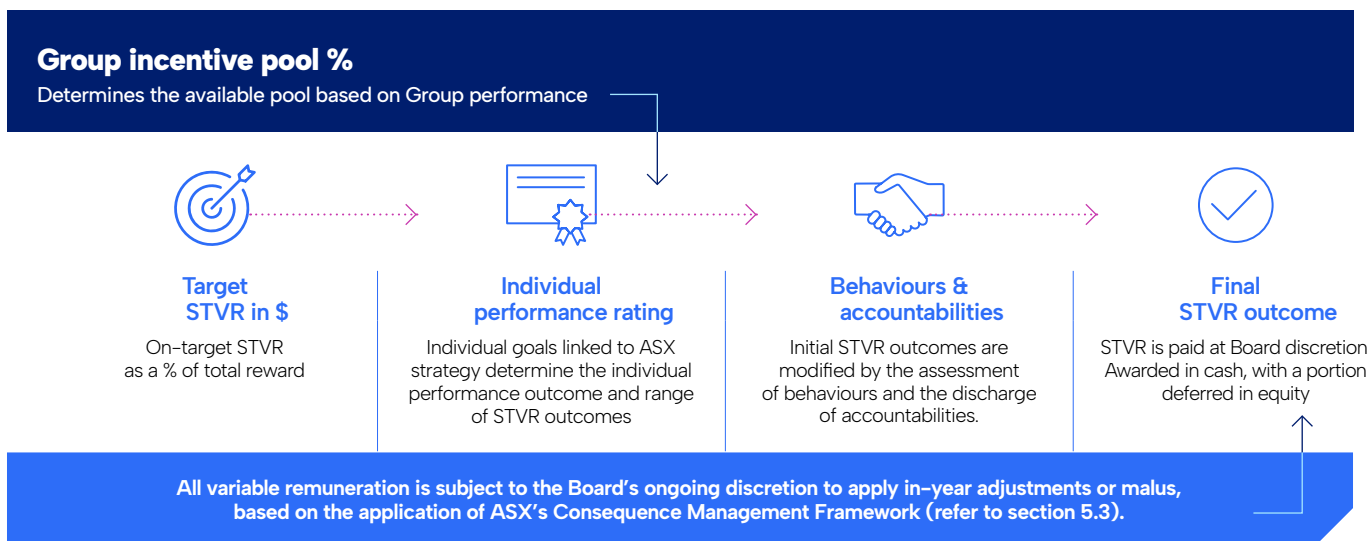 Group incentive pool %
Determines the available pool based on Group performance
Target
STVR in $
On-target STVR
as a % of total reward
Individual
performance rating
Individual goals linked to ASX
strategy determine the individual
performance outcome and range
of STVR outcomes
Behaviours &
accountabilities
Initial STVR outcomes are
modified by the assessment
of behaviours and the discharge
of accountabilities.
Final
STVR outcome
STVR is paid at Board discretion
Awarded in cash, with a portion
deferred in equity
All variable remuneration is subject to the Board’s ongoing discretion to apply in-year adjustments or malus,
based on the application of ASX’s Consequence Management Framework (refer to section 5.3).